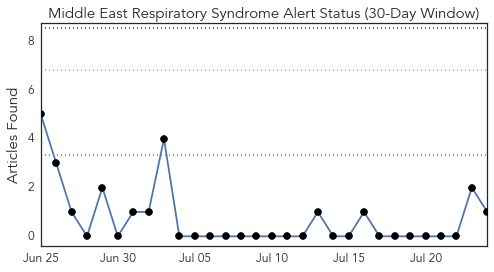 Middle East Respiratory Syndrome Alert Status (30-Day Window)
Articles Found
8
6
4
2
0
Jun 25
Jun 30
Jul 05
Jul 10
Jul 15
Jul 20